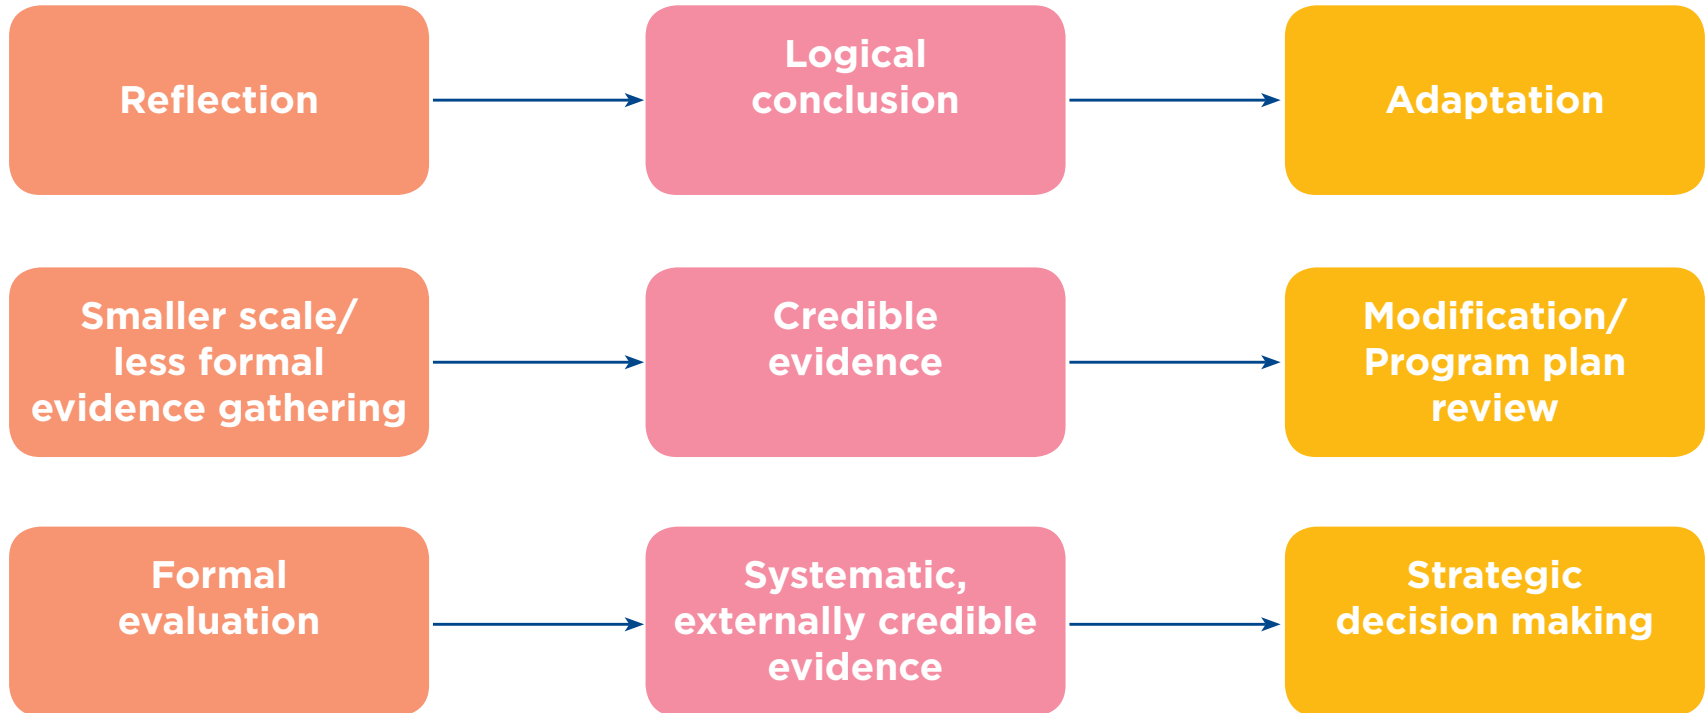 Reflection
Logical
conclusion
Adaptation
Smaller scale/
less formal
evidence gathering
Credible
evidence
Modification/
Program plan
review
Formal
evaluation
Systematic,
externally credible
evidence
Strategic
decision making